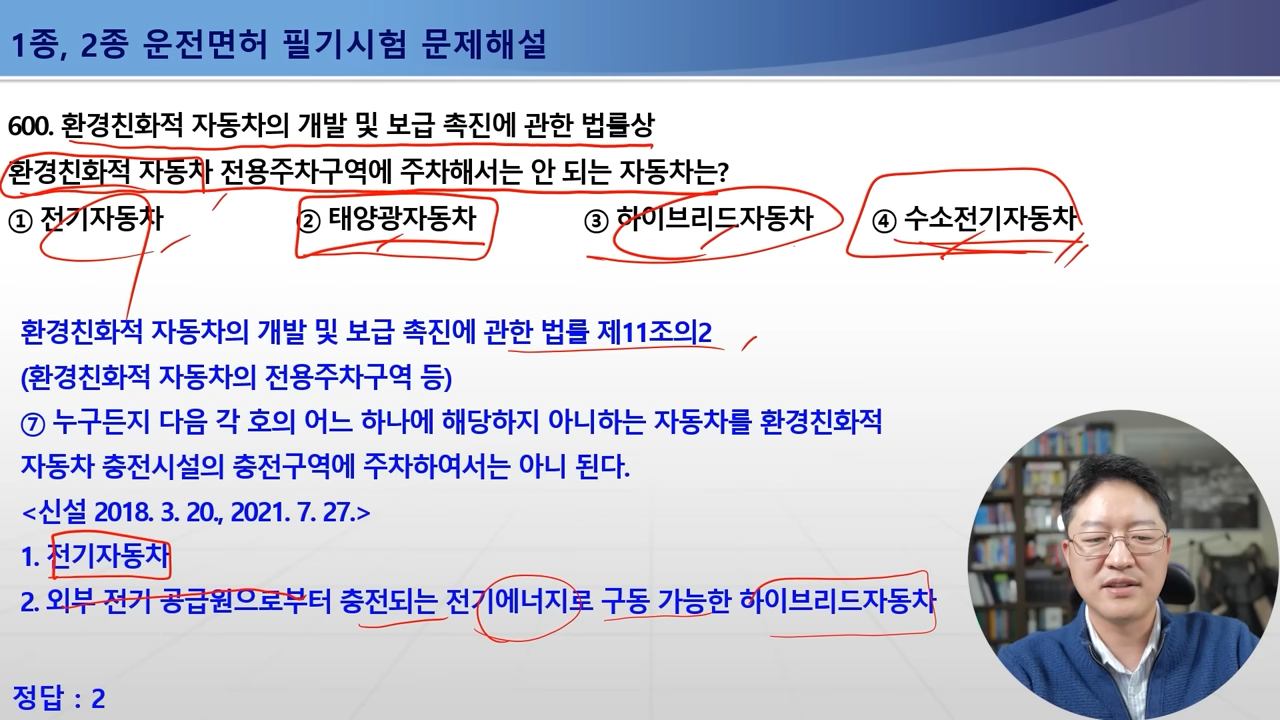 1종, 2종 운전면허 필기시험 문제해설
600. 환경친화적 자동차의 개발 및 보급 촉진에 관한 법률상
환경친화적 자동차 전용주차구역에 주차해서는 안 되는 자동차는?
① 전기자동차 ② 태양광자동차 ③ 하이브리드자동차 ④ 수소전기자동차
환경친화적 자동차의 개발 및 보급 촉진에 관한 법률 제11조의2
(환경친화적 자동차의 전용주차구역 등)
⑦ 누구든지 다음 각 호의 어느 하나에 해당하지 아니하는 자동차를 환경친화적
자동차 충전시설의 충전구역에 주차하여서는 아니 된다.
<신설 2018. 3. 20., 2021. 7. 27.>
1. 전기자동차
2. 외부 전기 공급원으로부터 충전되는 전기에너지로 구동 가능한 하이브리드자동차
정답 : 2